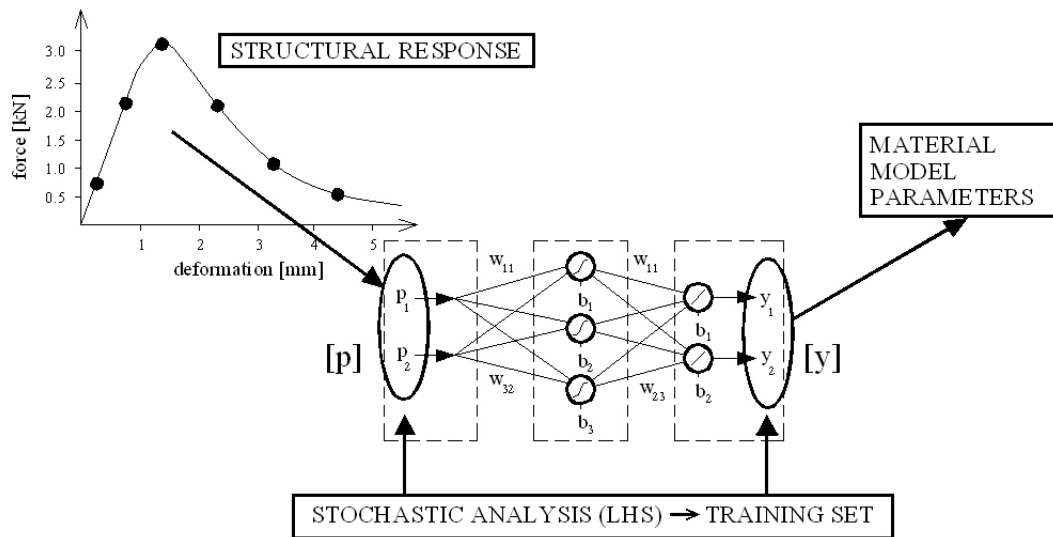 STRUCTURAL RESPONSE
force [kN]
3.0
2.5
2.0
1.5
1.0
0.5
1 2 3 4 5
deformation [mm]
MATERIAL
MODEL
PARAMETERS
w11 w11
p1 y1
b1 b1
[p] [y]
p2 y2
b2 b2
w32 w23
b3
STOCHASTIC ANALYSIS (LHS) → TRAINING SET